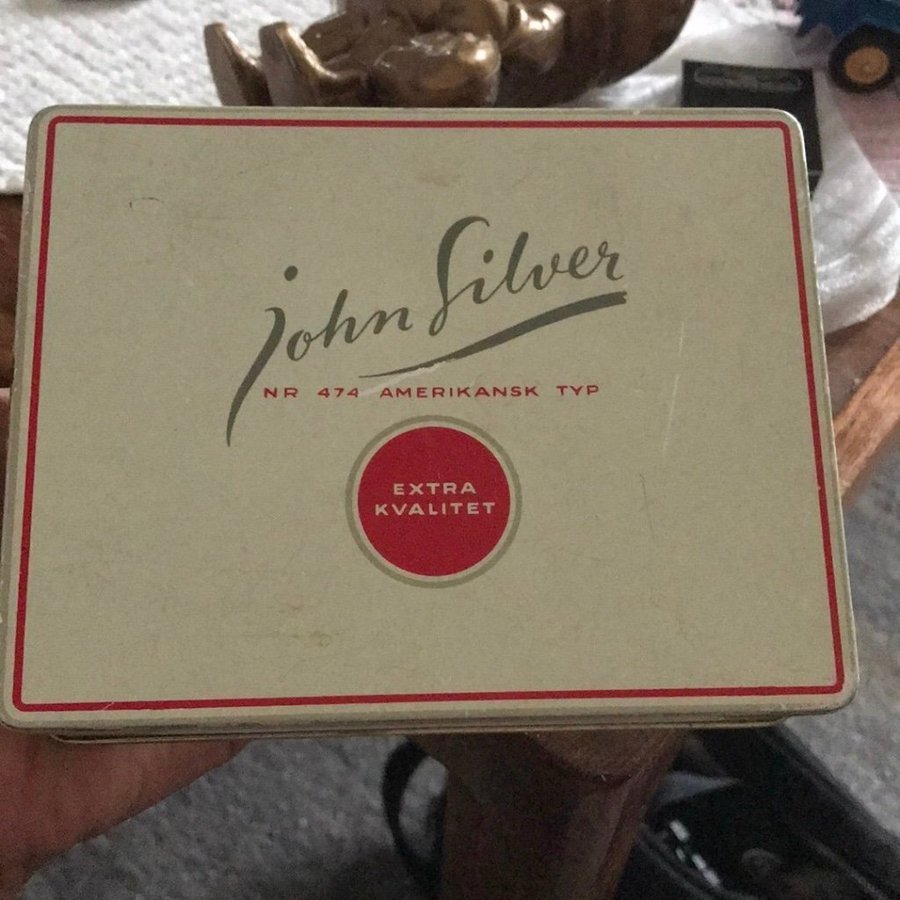 john Silver
NR 474 AMERIKANSK TYP
EXTRA
KVALITET